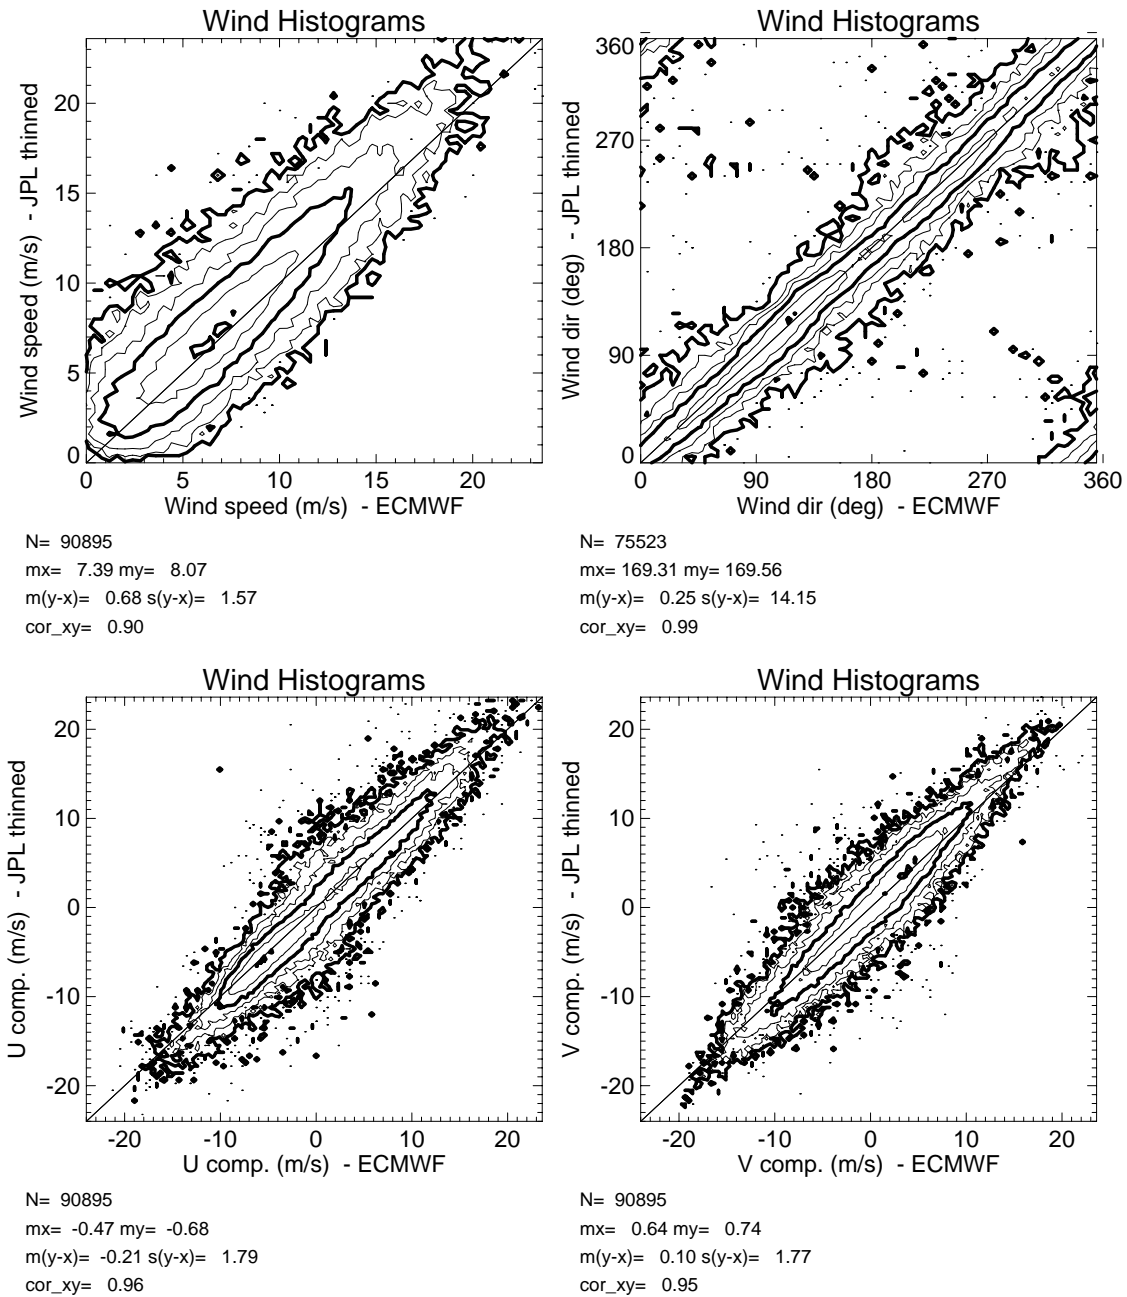 Wind Histograms
Wind speed (m/s) - JPL thinned
20
15
10
5
0
0 5 10 15 20
Wind speed (m/s) - ECMWF
N= 90895
mx= 7.39 my= 8.07
m(y-x)= 0.68 s(y-x)= 1.57
cor_xy= 0.90
Wind Histograms
Wind dir (deg) - JPL thinned
360
270
180
90
0
0 90 180 270 360
Wind dir (deg) - ECMWF
N= 75523
mx= 169.31 my= 169.56
m(y-x)= 0.25 s(y-x)= 14.15
cor_xy= 0.99
Wind Histograms
U comp. (m/s) - JPL thinned
20
10
0
-10
-20
-20 -10 0 10 20
U comp. (m/s) - ECMWF
N= 90895
mx= -0.47 my= -0.68
m(y-x)= -0.21 s(y-x)= 1.79
cor_xy= 0.96
Wind Histograms
V comp. (m/s) - JPL thinned
20
10
0
-10
-20
-20 -10 0 10 20
V comp. (m/s) - ECMWF
N= 90895
mx= 0.64 my= 0.74
m(y-x)= 0.10 s(y-x)= 1.77
cor_xy= 0.95